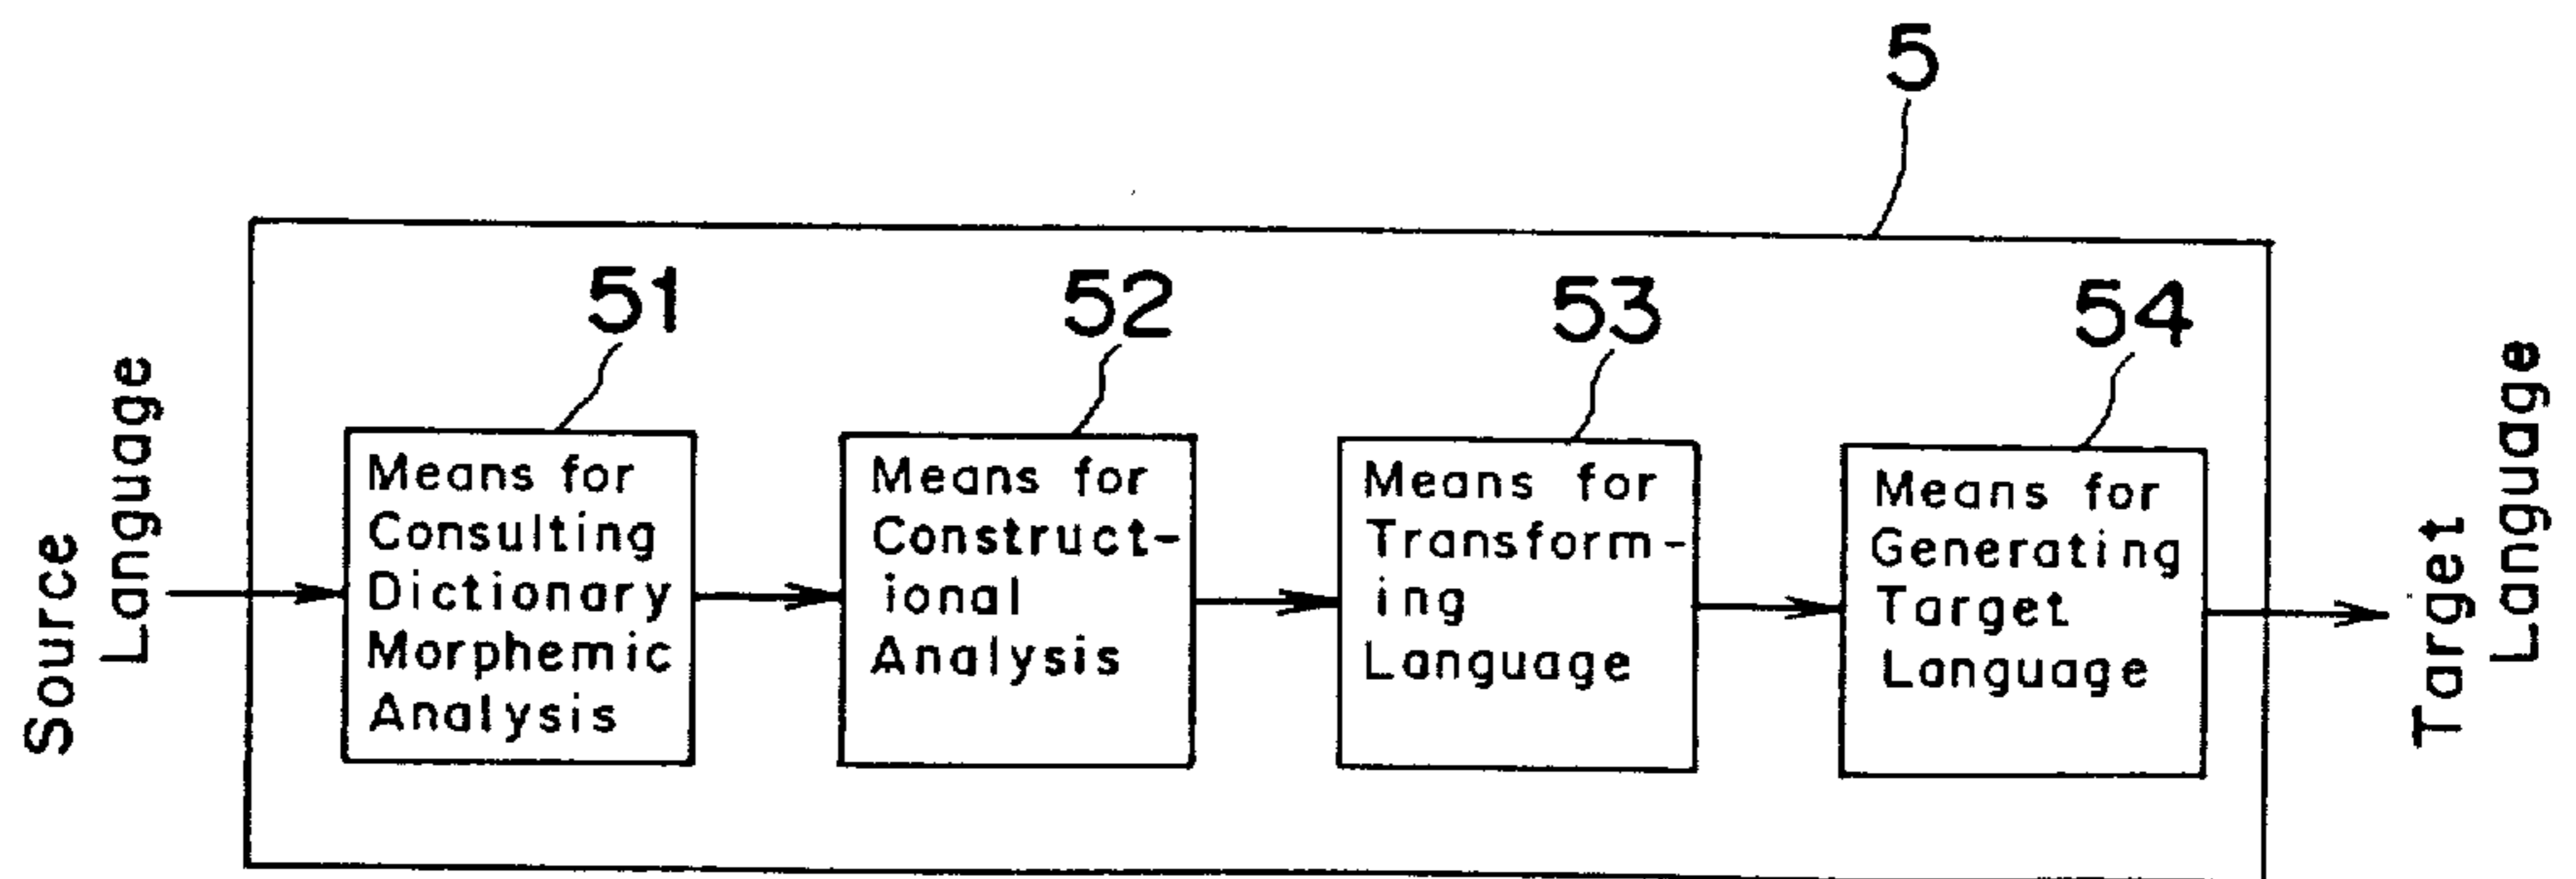 5
51
52
53
54
Source
Language
Means for
Consulting
Dictionary
Morphemic
Analysis
Means for
Construct-
ional
Analysis
Means for
Transform-
ing
Language
Means for
Generating
Target
Language
Target
Language